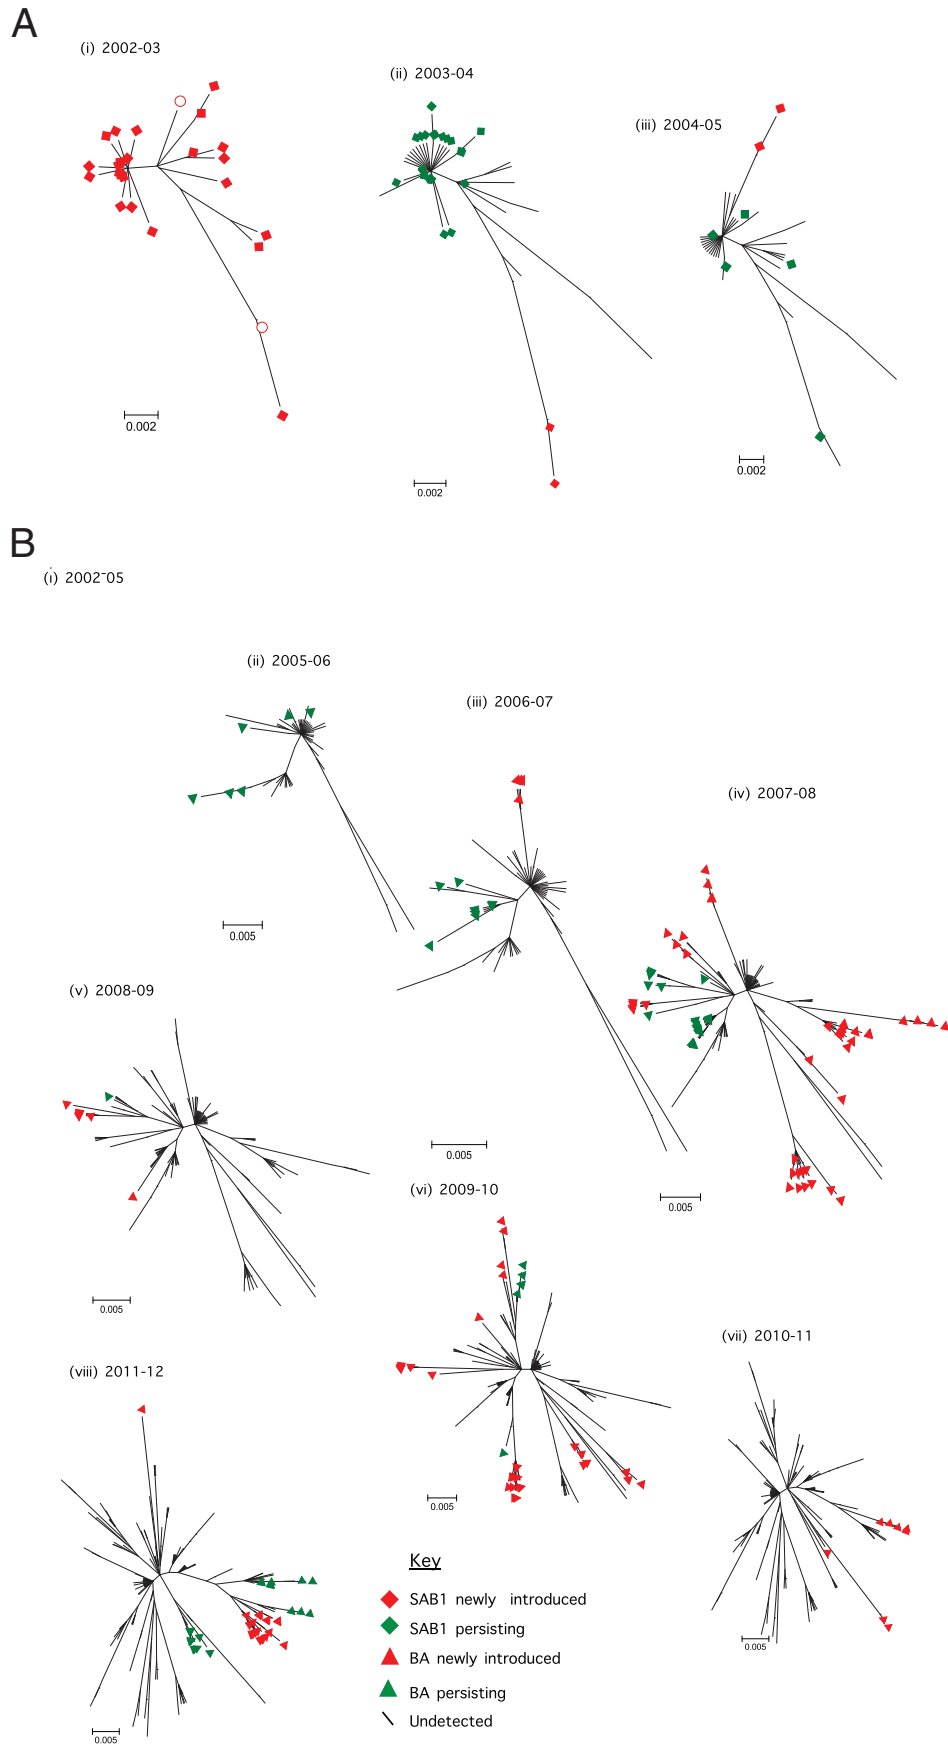 A
(i) 2002-03
(ii) 2003-04
(iii) 2004-05
0.002
0.002
0.002
B
(i) 2002-05
(ii) 2005-06
(iii) 2006-07
(iv) 2007-08
0.005
(v) 2008-09
0.005
0.005
(vi) 2009-10
0.005
(vii) 2010-11
(viii) 2011-12
0.005
0.005
0.005
Key
SAB1 newly introduced
SAB1 persisting
BA newly introduced
BA persisting
Undetected